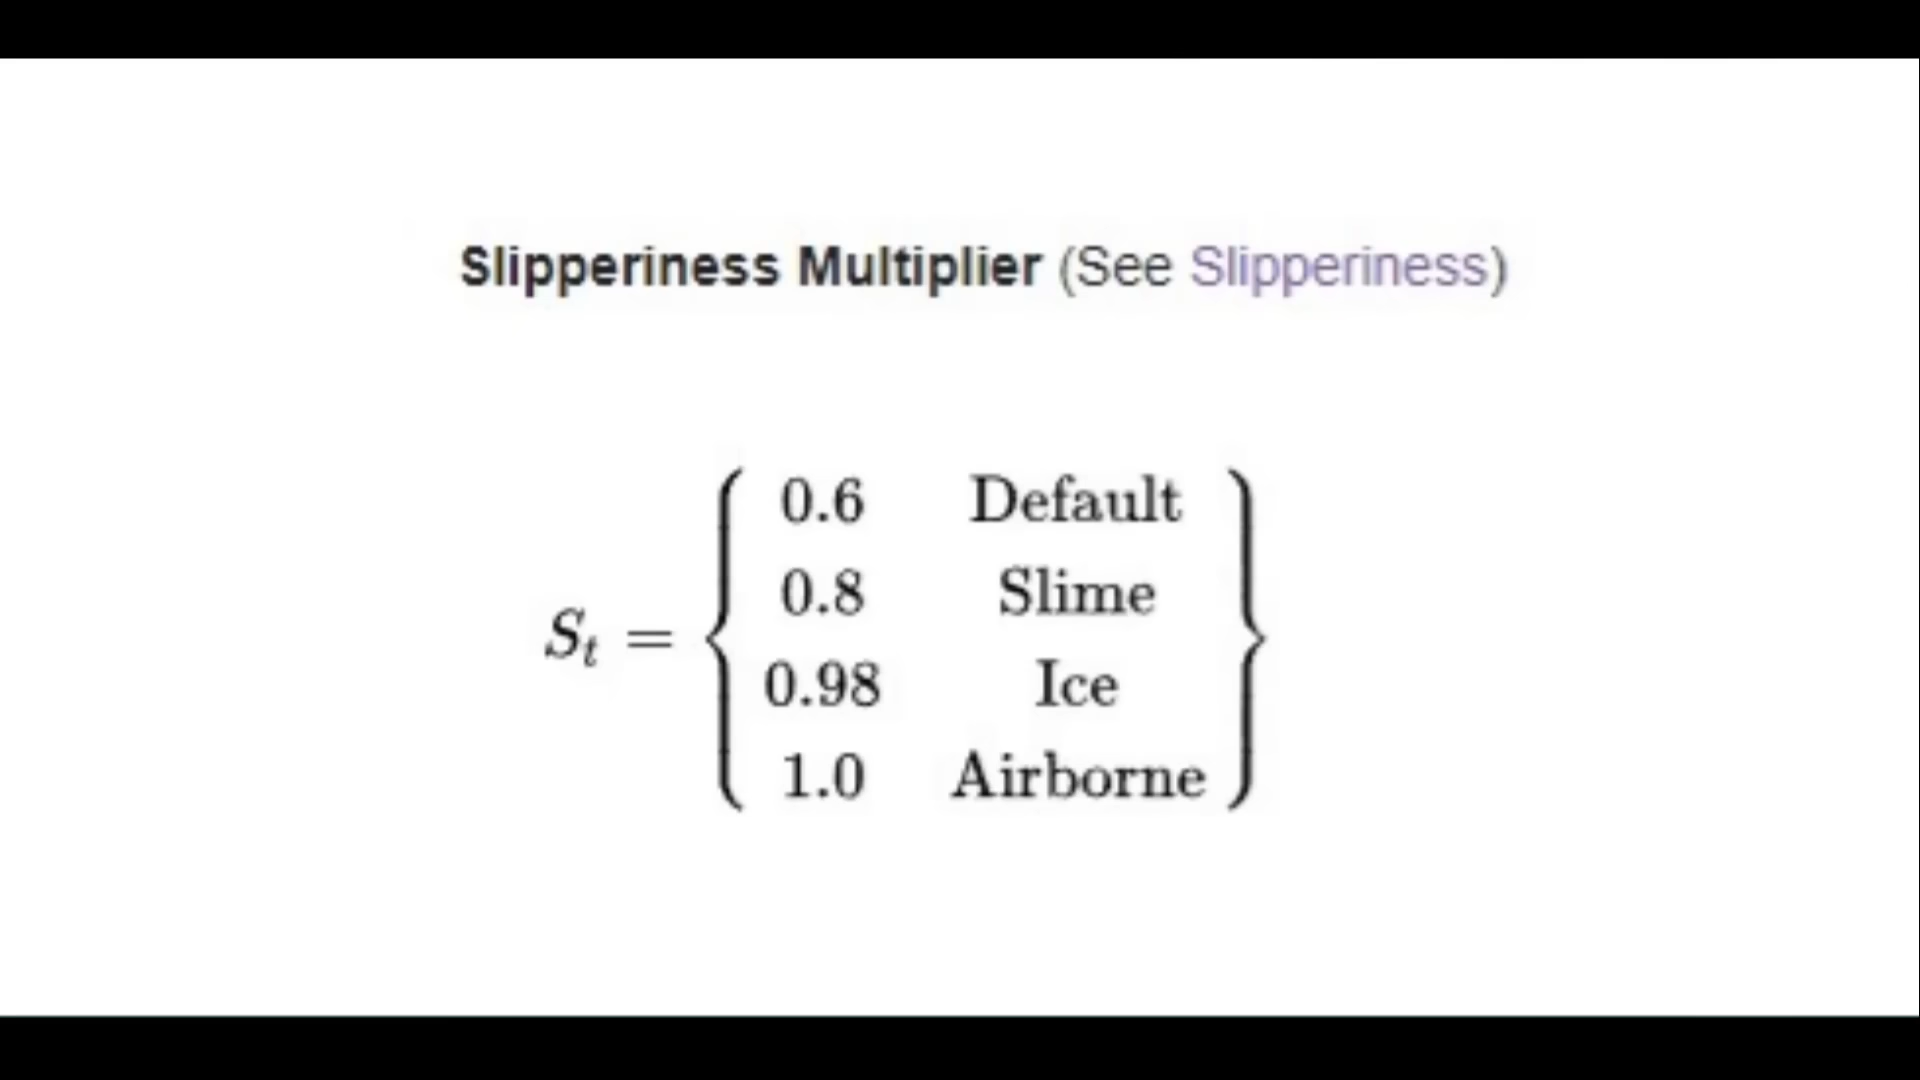 Slipperiness Multiplier (See Slipperiness)
0.6 Default
0.8 Slime
S_t =
0.98 Ice
1.0 Airborne